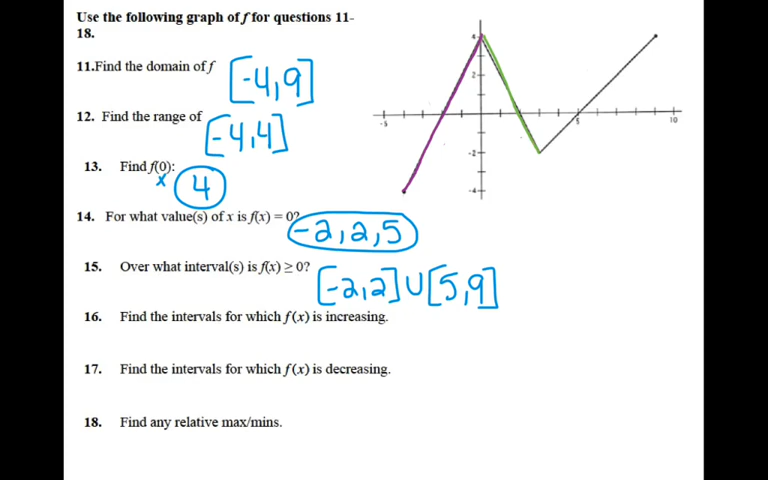 Use the following graph of f for questions 11-
18.
11.Find the domain of f
[-4,9]
12. Find the range of
[-4,4]
13. Find f(0):
x
4
14. For what value(s) of x is f(x) = 0?
-2,2,5
15. Over what interval(s) is f(x) ≥ 0?
[-2,2]∪[5,9]
16. Find the intervals for which f(x) is increasing.
17. Find the intervals for which f(x) is decreasing.
18. Find any relative max/mins.
4
2
-5
5
10
-2
-4